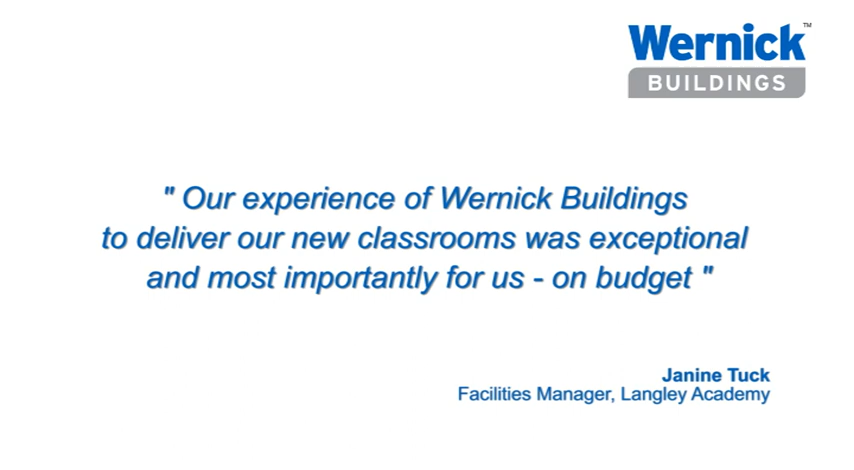 Wernick™
BUILDINGS
" Our experience of Wernick Buildings
to deliver our new classrooms was exceptional
and most importantly for us - on budget "
Janine Tuck
Facilities Manager, Langley Academy